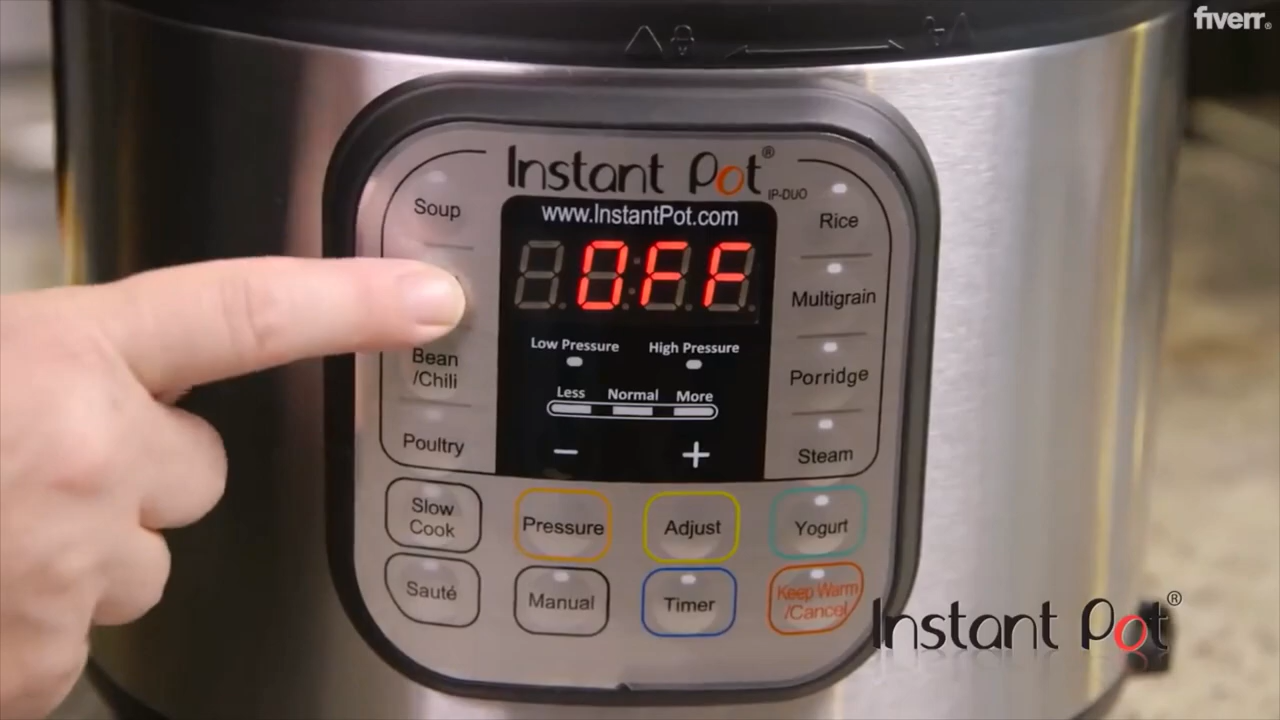 fiverr®
Instant Pot®
IP-DUO
www.InstantPot.com
OFF
Low Pressure
High Pressure
Less
Normal
More
− +
Soup
Bean
/Chili
Poultry
Rice
Multigrain
Porridge
Steam
Slow
Cook
Pressure
Adjust
Yogurt
Sauté
Manual
Timer
Keep Warm
/Cancel
Instant Pot®